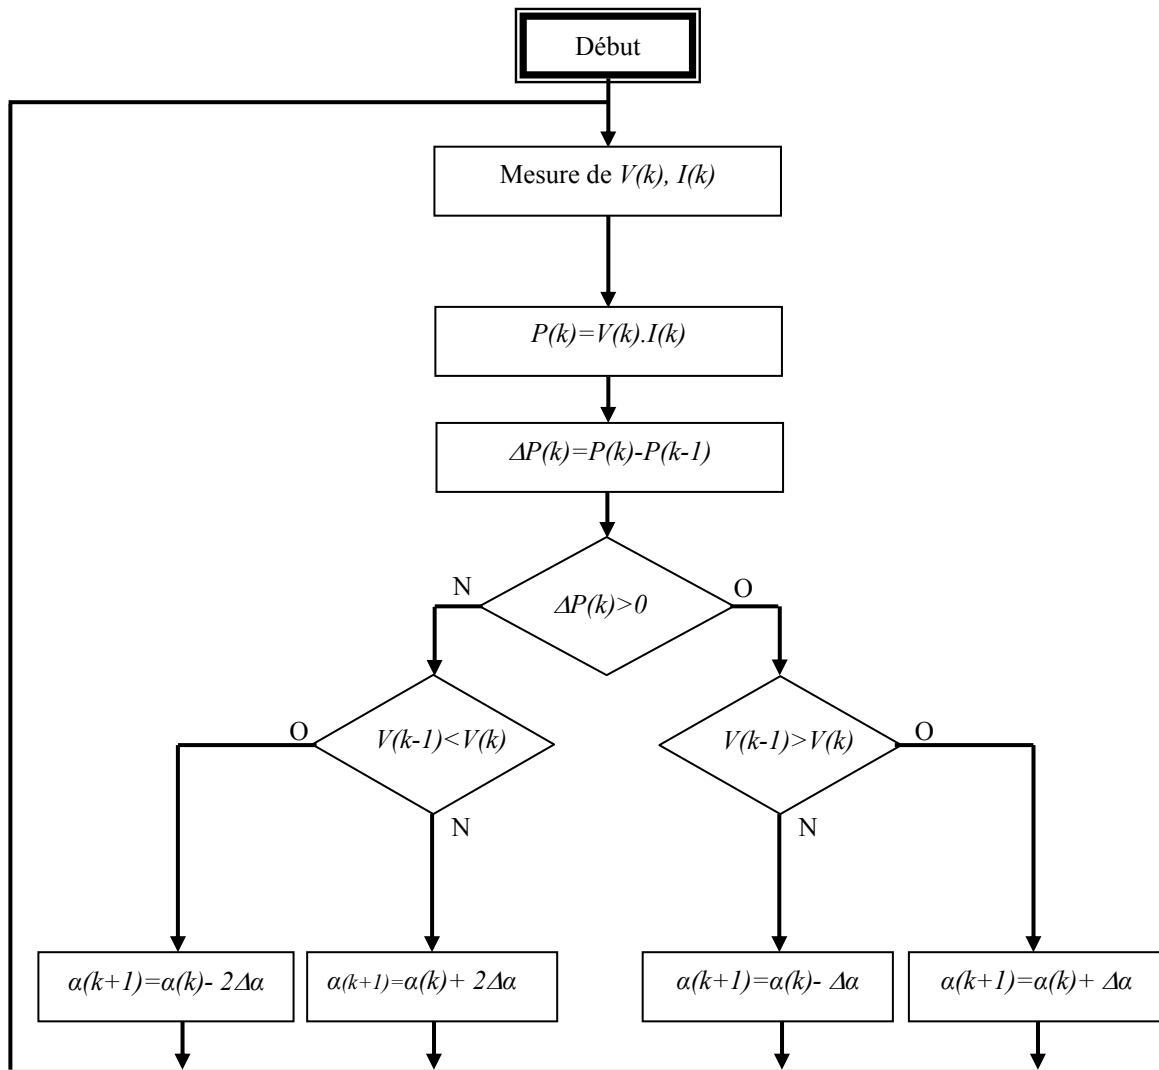 Début
Mesure de V(k), I(k)
P(k)=V(k).I(k)
ΔP(k)=P(k)-P(k-1)
N
ΔP(k)>0
O
O
V(k-1)<V(k)
V(k-1)>V(k)
O
N
N
α(k+1)=α(k)- 2Δα
α(k+1)=α(k)+ 2Δα
α(k+1)=α(k)- Δα
α(k+1)=α(k)+ Δα